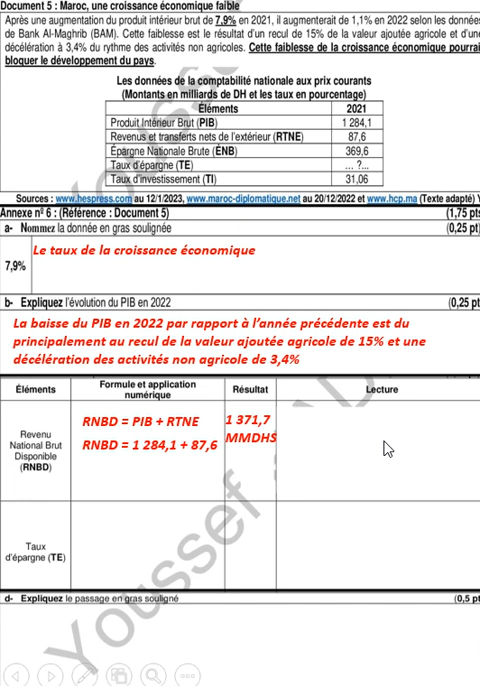 Document 5 : Maroc, une croissance économique faible
Après une augmentation du produit intérieur brut de 7,9% en 2021, il augmenterait de 1,1% en 2022 selon les données
de Bank Al-Maghrib (BAM). Cette faiblesse est le résultat d'un recul de 15% de la valeur ajoutée agricole et d'une
décélération à 3,4% du rythme des activités non agricoles. Cette faiblesse de la croissance économique pourrai
bloquer le développement du pays.
Les données de la comptabilité nationale aux prix courants
(Montants en milliards de DH et les taux en pourcentage)
Éléments 2021
Produit Intérieur Brut (PIB) 1 284,1
Revenus et transferts nets de l'extérieur (RTNE) 87,6
Épargne Nationale Brute (ÉNB) 369,6
Taux d'épargne (TE) ... ?...
Taux d'investissement (TI) 31,06
Sources : www.hespress.com au 12/1/2023, www.maroc-diplomatique.net au 20/12/2022 et www.hcp.ma (Texte adapté) Y
Annexe nº 6 : (Référence : Document 5) (1,75 pts
a- Nommez la donnée en gras soulignée (0,25 pt)
7,9% Le taux de la croissance économique
b- Expliquez l'évolution du PIB en 2022 (0,25 pt
La baisse du PIB en 2022 par rapport à l'année précédente est du
principalement au recul de la valeur ajoutée agricole de 15% et une
décélération des activités non agricole de 3,4%
Éléments Formule et application numérique Résultat Lecture
Revenu National Brut Disponible (RNBD)
RNBD = PIB + RTNE
RNBD = 1 284,1 + 87,6
1 371,7
MMDHS
Taux
d'épargne (TE)
d- Expliquez le passage en gras souligné (0,5 pt
Youssef